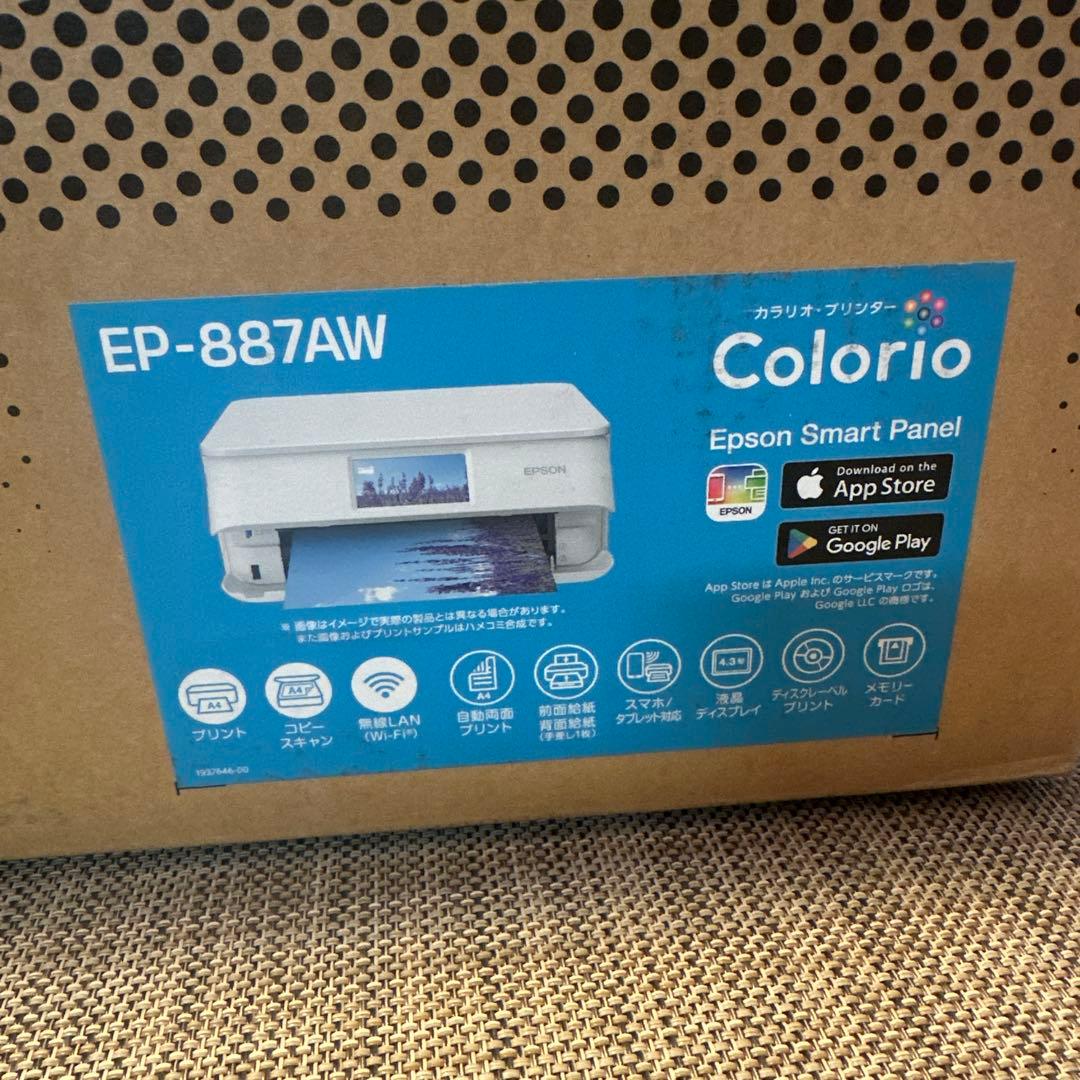 EP-887AW
カラリオ・プリンター
Colorio
EPSON
Epson Smart Panel
EPSON
Download on the
App Store
GET IT ON
Google Play
App Store は Apple Inc. のサービスマークです。
Google Play および Google Play ロゴは、
Google LLC の商標です。
※ 画像はイメージで実際の製品とは異なる場合があります。
また画像およびプリントサンプルはハメコミ合成です。
A4
プリント
A4
コピー
スキャン
無線LAN
(Wi-Fi®)
A4
自動両面
プリント
前面給紙
背面給紙
(手差し1枚)
スマホ/
タブレット対応
4.3型
液晶
ディスプレイ
ディスクレーベル
プリント
メモリー
カード
1937646-00